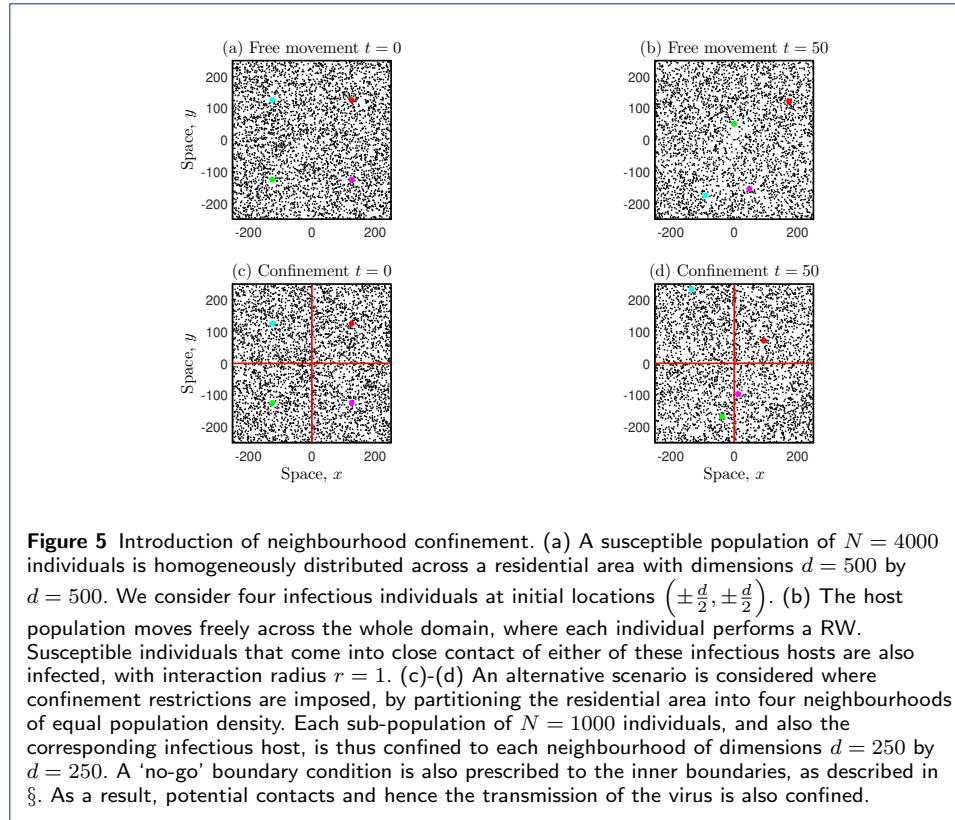 (a) Free movement t = 0
(b) Free movement t = 50
200
100
0
-100
-200
Space, y
-200 0 200
200
100
0
-100
-200
-200 0 200
(c) Confinement t = 0
(d) Confinement t = 50
200
100
0
-100
-200
Space, y
-200 0 200
Space, x
200
100
0
-100
-200
-200 0 200
Space, x
Figure 5 Introduction of neighbourhood confinement. (a) A susceptible population of N = 4000
individuals is homogeneously distributed across a residential area with dimensions d = 500 by
d = 500. We consider four infectious individuals at initial locations (±d/2, ±d/2). (b) The host
population moves freely across the whole domain, where each individual performs a RW.
Susceptible individuals that come into close contact of either of these infectious hosts are also
infected, with interaction radius r = 1. (c)-(d) An alternative scenario is considered where
confinement restrictions are imposed, by partitioning the residential area into four neighbourhoods
of equal population density. Each sub-population of N = 1000 individuals, and also the
corresponding infectious host, is thus confined to each neighbourhood of dimensions d = 250 by
d = 250. A ‘no-go’ boundary condition is also prescribed to the inner boundaries, as described in
§. As a result, potential contacts and hence the transmission of the virus is also confined.